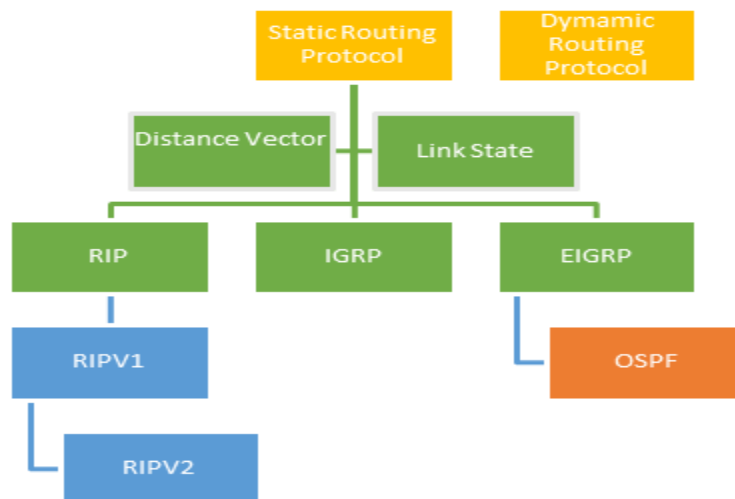 Static Routing
Protocol
Dymamic
Routing
Protocol
Distance Vector
Link State
RIP
IGRP
EIGRP
RIPV1
OSPF
RIPV2